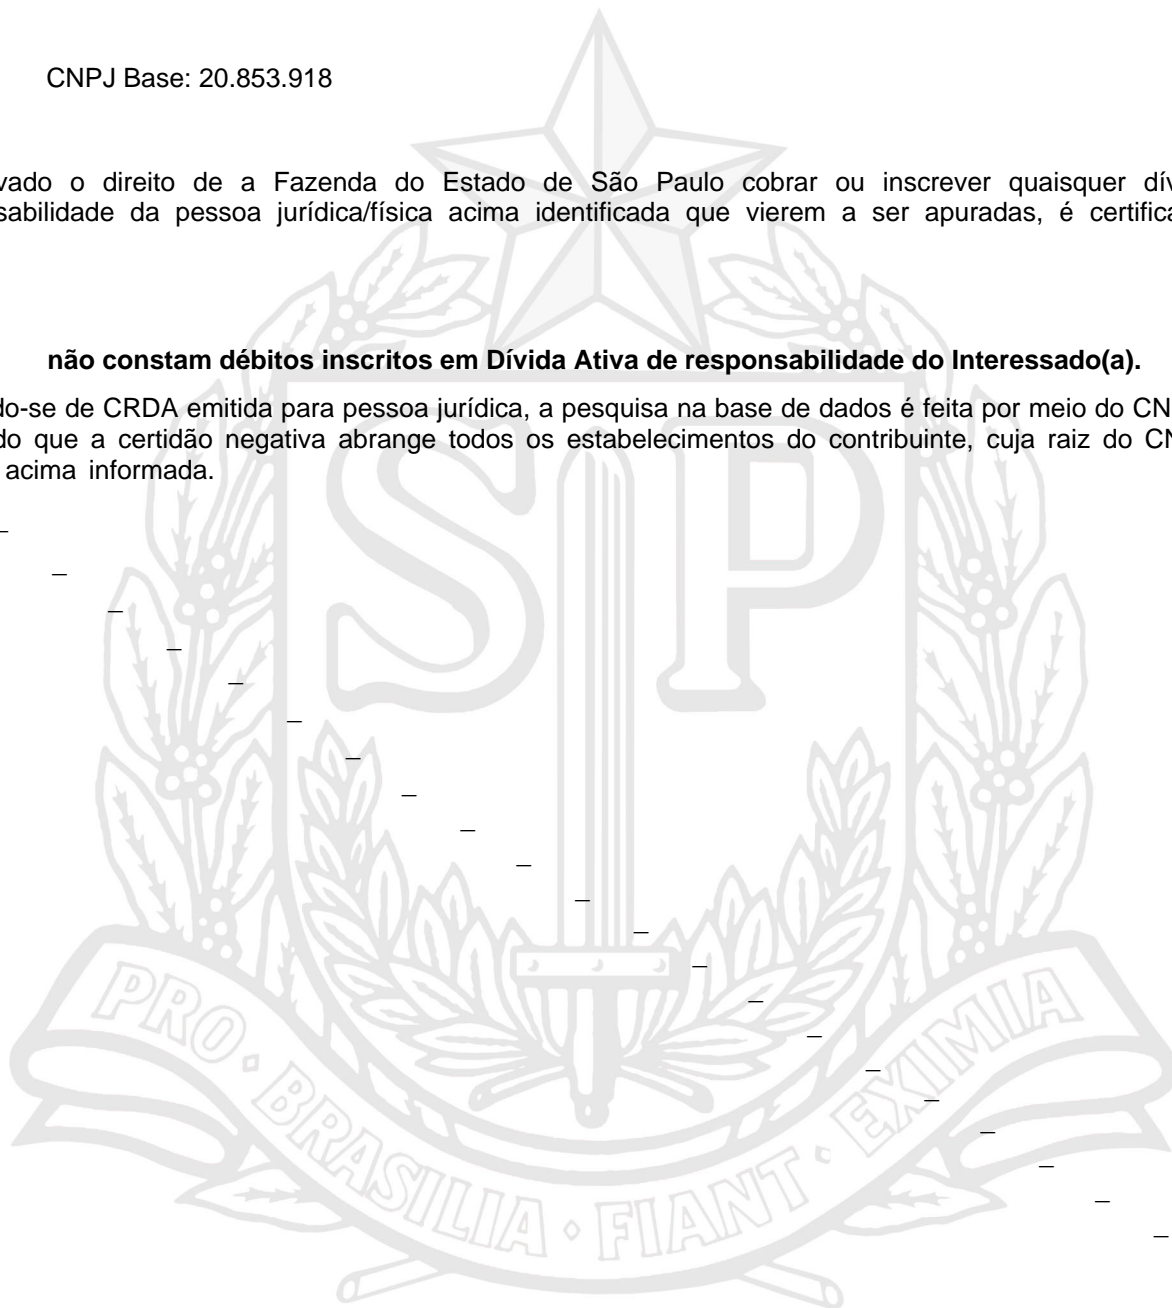 CNPJ Base: 20.853.918
vado o direito de a Fazenda do Estado de São Paulo cobrar ou inscrever quaisquer dív
sabilidade da pessoa jurídica/física acima identificada que vierem a ser apuradas, é certifica
não constam débitos inscritos em Dívida Ativa de responsabilidade do Interessado(a).
do-se de CRDA emitida para pessoa jurídica, a pesquisa na base de dados é feita por meio do CN
do que a certidão negativa abrange todos os estabelecimentos do contribuinte, cuja raiz do CN
acima informada.
SP
PRO • BRASILIA • FIANT • EXIMIA